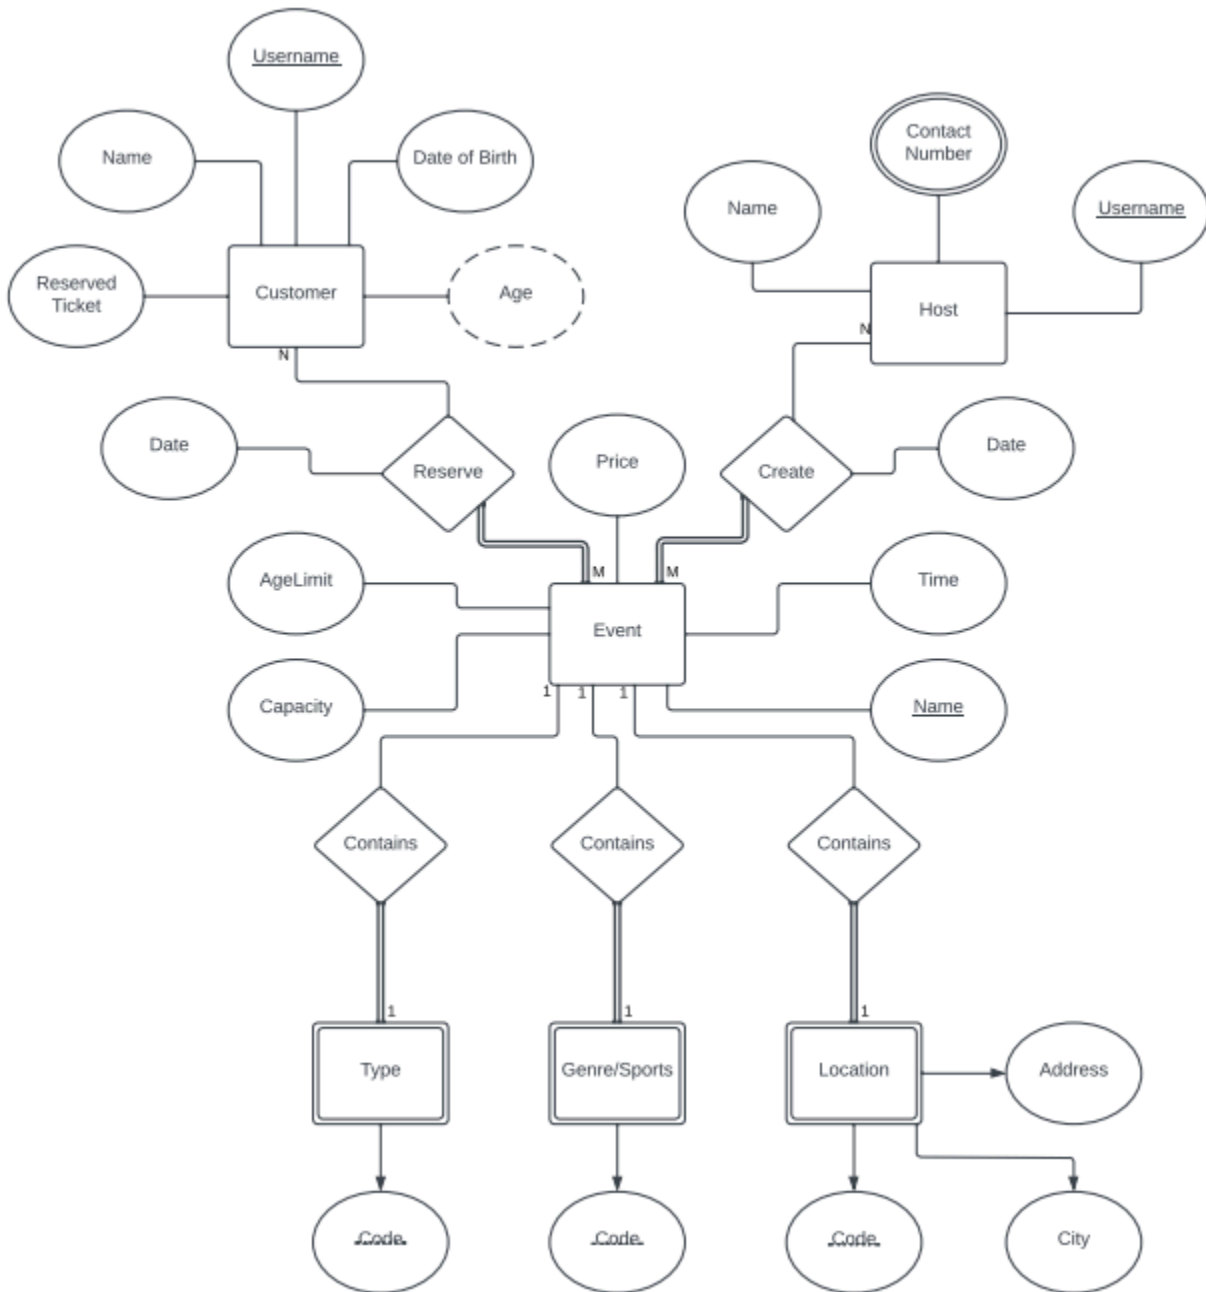 Username
Name
Date of Birth
Reserved
Ticket
Customer
Age
N
Contact
Number
Name
Username
Host
N
Date
Reserve
Price
Create
Date
M
M
AgeLimit
Event
Time
Capacity
1
1
1
Name
Contains
Contains
Contains
1
1
1
Type
Genre/Sports
Location
Address
Code
Code
Code
City